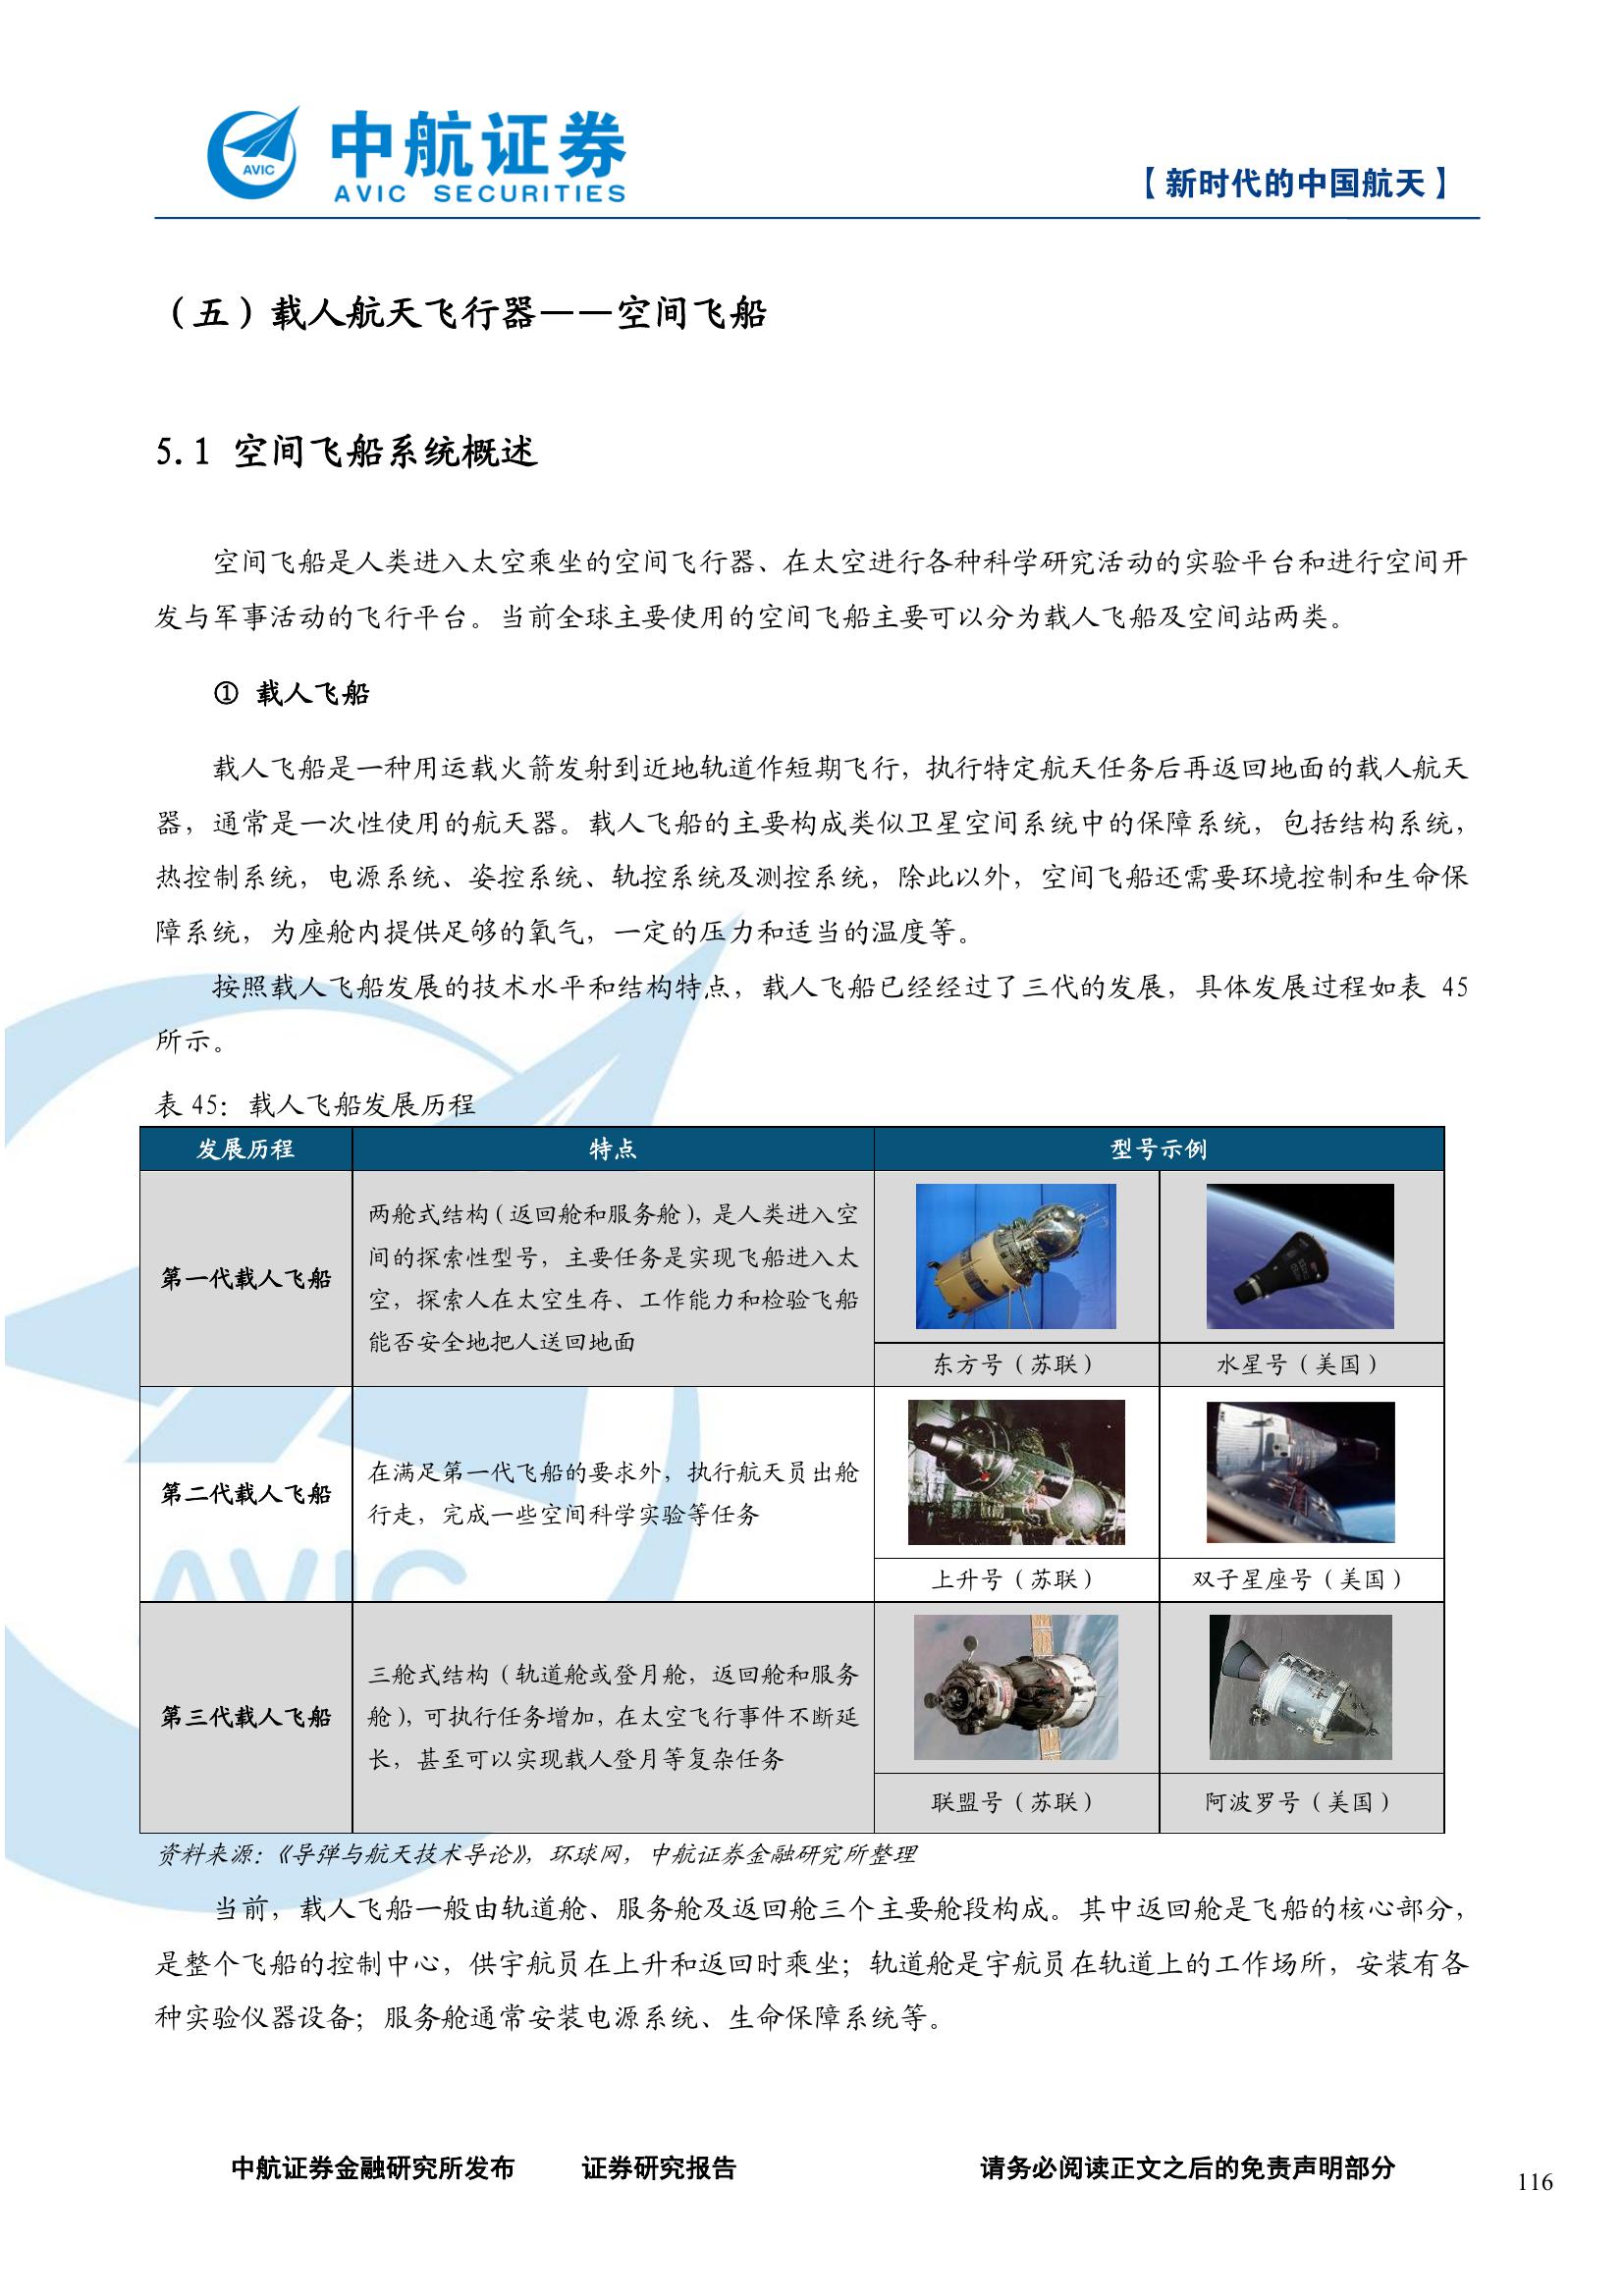 中航证券
AVIC SECURITIES
AVIC
【新时代的中国航天】
（五）载人航天飞行器——空间飞船
5.1 空间飞船系统概述
空间飞船是人类进入太空乘坐的空间飞行器、在太空进行各种科学研究活动的实验平台和进行空间开
发与军事活动的飞行平台。当前全球主要使用的空间飞船主要可以分为载人飞船及空间站两类。
① 载人飞船
载人飞船是一种用运载火箭发射到近地轨道作短期飞行，执行特定航天任务后再返回地面的载人航天
器，通常是一次性使用的航天器。载人飞船的主要构成类似卫星空间系统中的保障系统，包括结构系统，
热控制系统，电源系统、姿控系统、轨控系统及测控系统，除此以外，空间飞船还需要环境控制和生命保
障系统，为座舱内提供足够的氧气，一定的压力和适当的温度等。
按照载人飞船发展的技术水平和结构特点，载人飞船已经经过了三代的发展，具体发展过程如表 45
所示。
表 45：载人飞船发展历程
发展历程 特点 型号示例
第一代载人飞船
两舱式结构（返回舱和服务舱），是人类进入空
间的探索性型号，主要任务是实现飞船进入太
空，探索人在太空生存、工作能力和检验飞船
能否安全地把人送回地面
东方号（苏联） 水星号（美国）
第二代载人飞船
在满足第一代飞船的要求外，执行航天员出舱
行走，完成一些空间科学实验等任务
上升号（苏联） 双子星座号（美国）
第三代载人飞船
三舱式结构（轨道舱或登月舱，返回舱和服务
舱），可执行任务增加，在太空飞行事件不断延
长，甚至可以实现载人登月等复杂任务
联盟号（苏联） 阿波罗号（美国）
AVIC
资料来源：《导弹与航天技术导论》，环球网，中航证券金融研究所整理
当前，载人飞船一般由轨道舱、服务舱及返回舱三个主要舱段构成。其中返回舱是飞船的核心部分，
是整个飞船的控制中心，供宇航员在上升和返回时乘坐；轨道舱是宇航员在轨道上的工作场所，安装有各
种实验仪器设备；服务舱通常安装电源系统、生命保障系统等。
中航证券金融研究所发布 证券研究报告 请务必阅读正文之后的免责声明部分
116